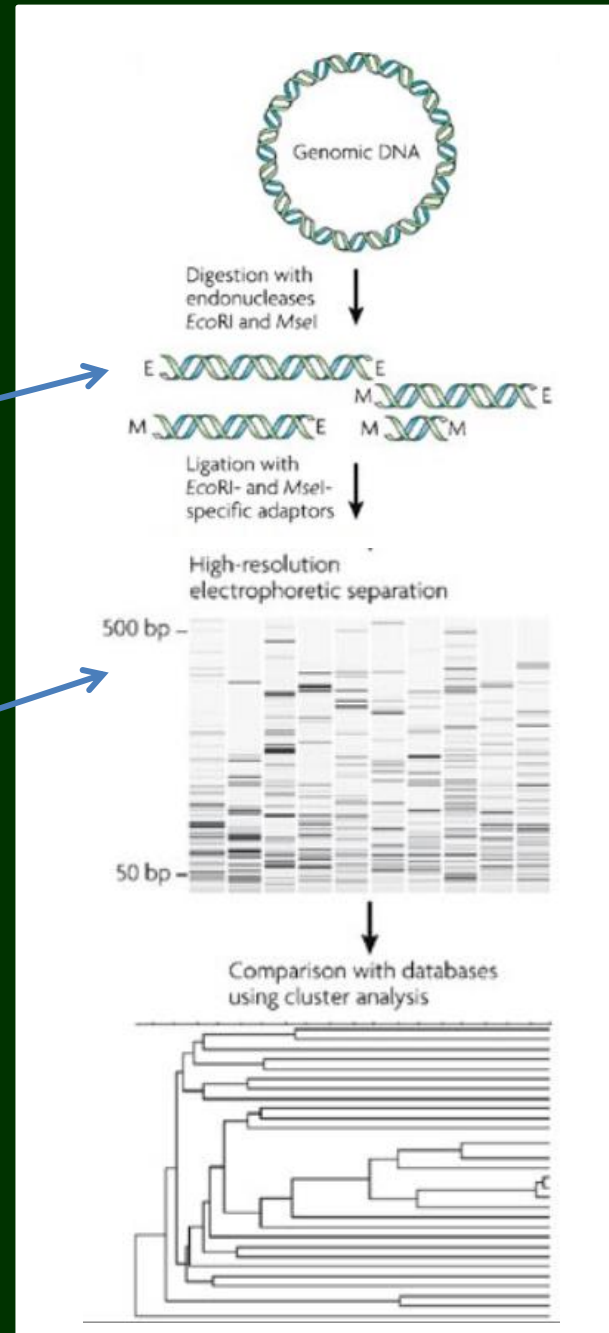 Genomic DNA
Digestion with
endonucleases
EcoRI and MseI
E E
M E
M E M M
Ligation with
EcoRI- and MseI-
specific adaptors
High-resolution
electrophoretic separation
500 bp
50 bp
Comparison with databases
using cluster analysis